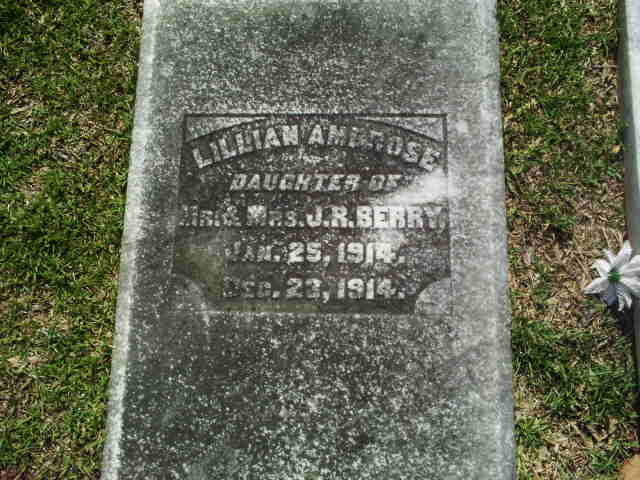 LILLIAN AMBROSE
DAUGHTER OF
MR. & MRS. J. R. BERRY.
JAN. 25, 1914.
DEC. 23, 1914.